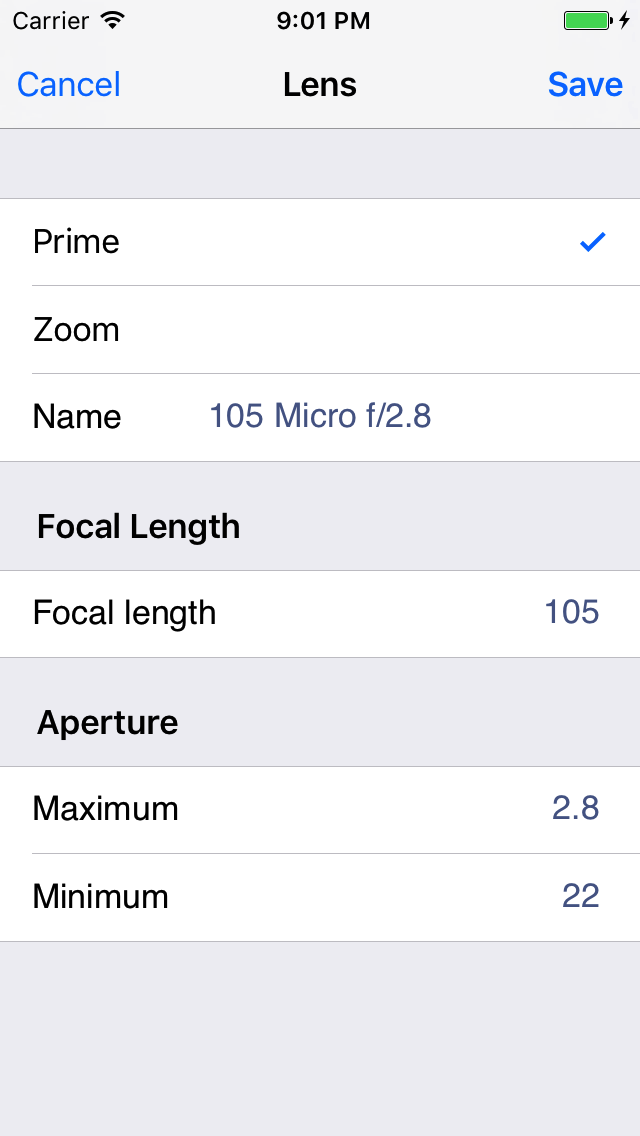 Carrier 9:01 PM
Cancel Lens Save
Prime
Zoom
Name 105 Micro f/2.8
Focal Length
Focal length 105
Aperture
Maximum 2.8
Minimum 22